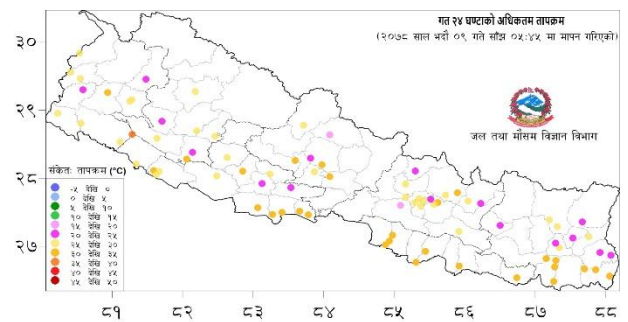 गत २४ घण्टाको अधिकतम तापक्रम
(२०७८ साल भदौ ०९ गते साँझ ०५:४५ मा मापन गरिएको)
जल तथा मौसम विज्ञान विभाग
३०
२९
२८
२७
संकेतः तापक्रम (°C)
-५ देखि ०
० देखि ५
५ देखि १०
१० देखि १५
१५ देखि २०
२० देखि २५
२५ देखि ३०
३० देखि ३५
३५ देखि ४०
४० देखि ४५
४५ देखि ५०
८१ ८२ ८३ ८४ ८५ ८६ ८७ ८८